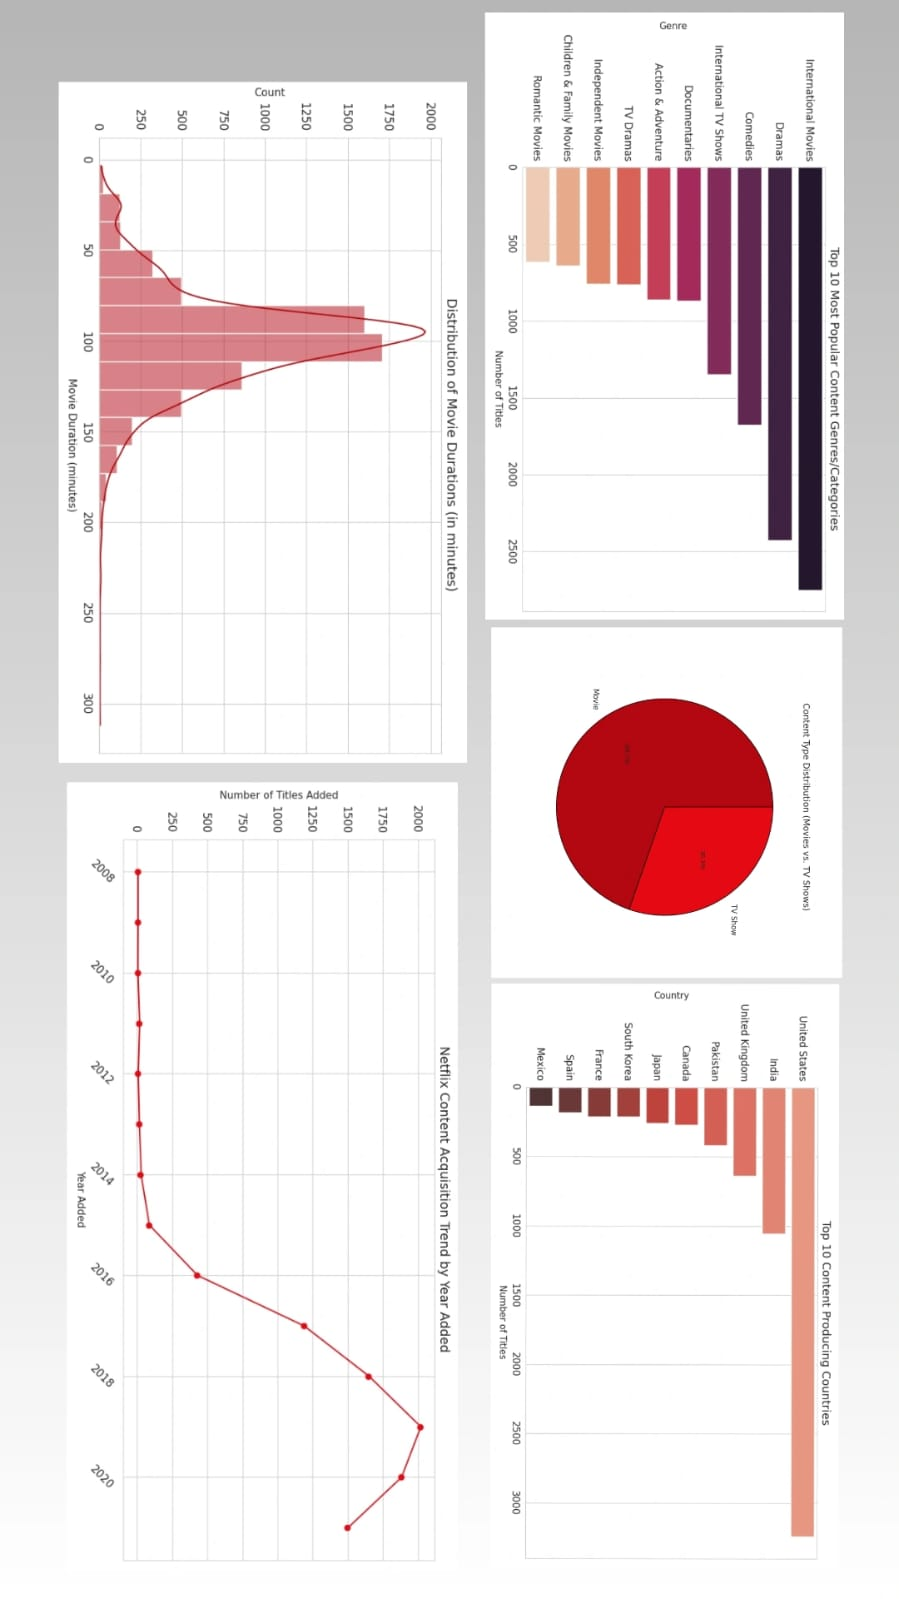 Top 10 Most Popular Content Genres/Categories
International Movies
Dramas
Comedies
International TV Shows
Documentaries
Action & Adventure
TV Dramas
Independent Movies
Children & Family Movies
Romantic Movies
Genre
0 500 1000 1500 2000 2500
Number of Titles
Content Type Distribution (Movies vs. TV Shows)
TV Show
Movie
Top 10 Content Producing Countries
United States
India
United Kingdom
Pakistan
Canada
Japan
South Korea
France
Spain
Mexico
Country
0 500 1000 1500 2000 2500 3000
Number of Titles
Distribution of Movie Durations (in minutes)
2000
1750
1500
1250
1000
750
500
250
0
Count
0 50 100 150 200 250 300
Movie Duration (minutes)
Netflix Content Acquisition Trend by Year Added
2000
1750
1500
1250
1000
750
500
250
0
Number of Titles Added
2008 2010 2012 2014 2016 2018 2020
Year Added